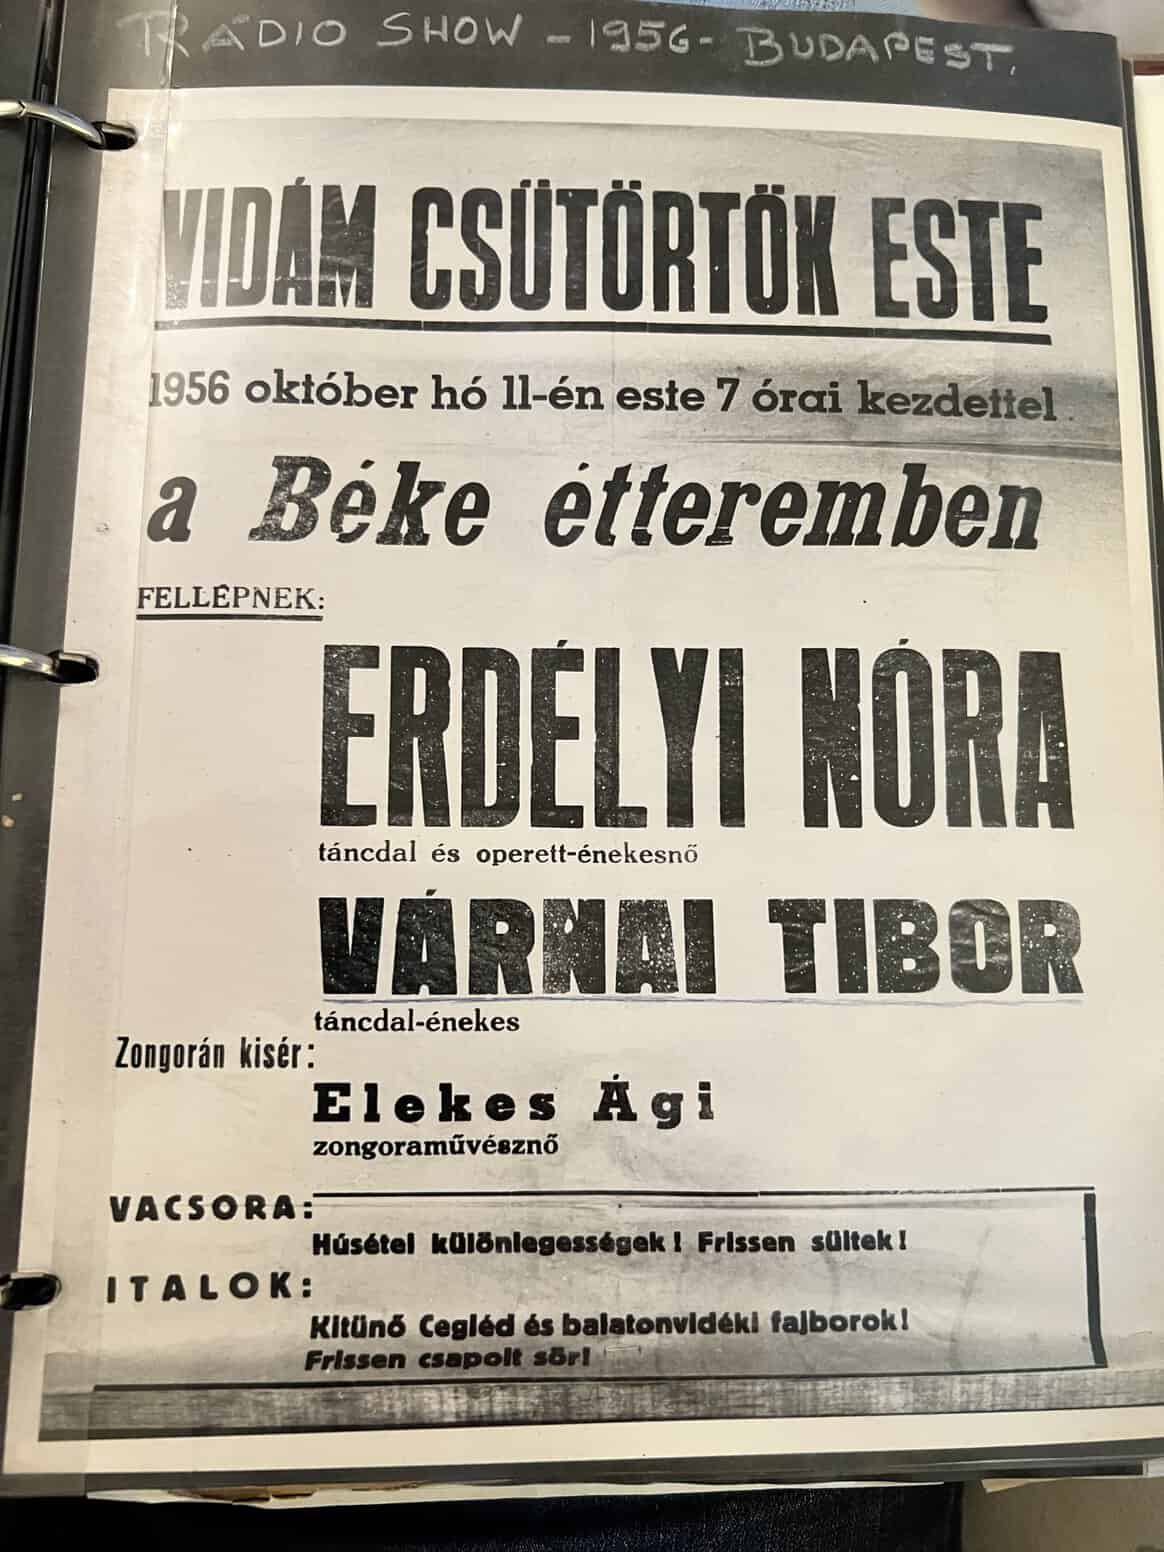 RADIO SHOW - 1956 - BUDAPEST.
VIDÁM CSÜTÖRTÖK ESTE
1956 október hó 11-én este 7 órai kezdettel
a Béke étteremben
FELLÉPNEK:
ERDÉLYI NÓRA
táncdal és operett-énekesnő
VÁRNAI TIBOR
táncdal-énekes
Zongorán kisér:
Elekes Ági
zongoraművésznő
VACSORA:
Húsétel különlegességek! Frissen sültek!
ITALOK:
Kitünő Cegléd és balatonvidéki fajborok!
Frissen csapolt sör!